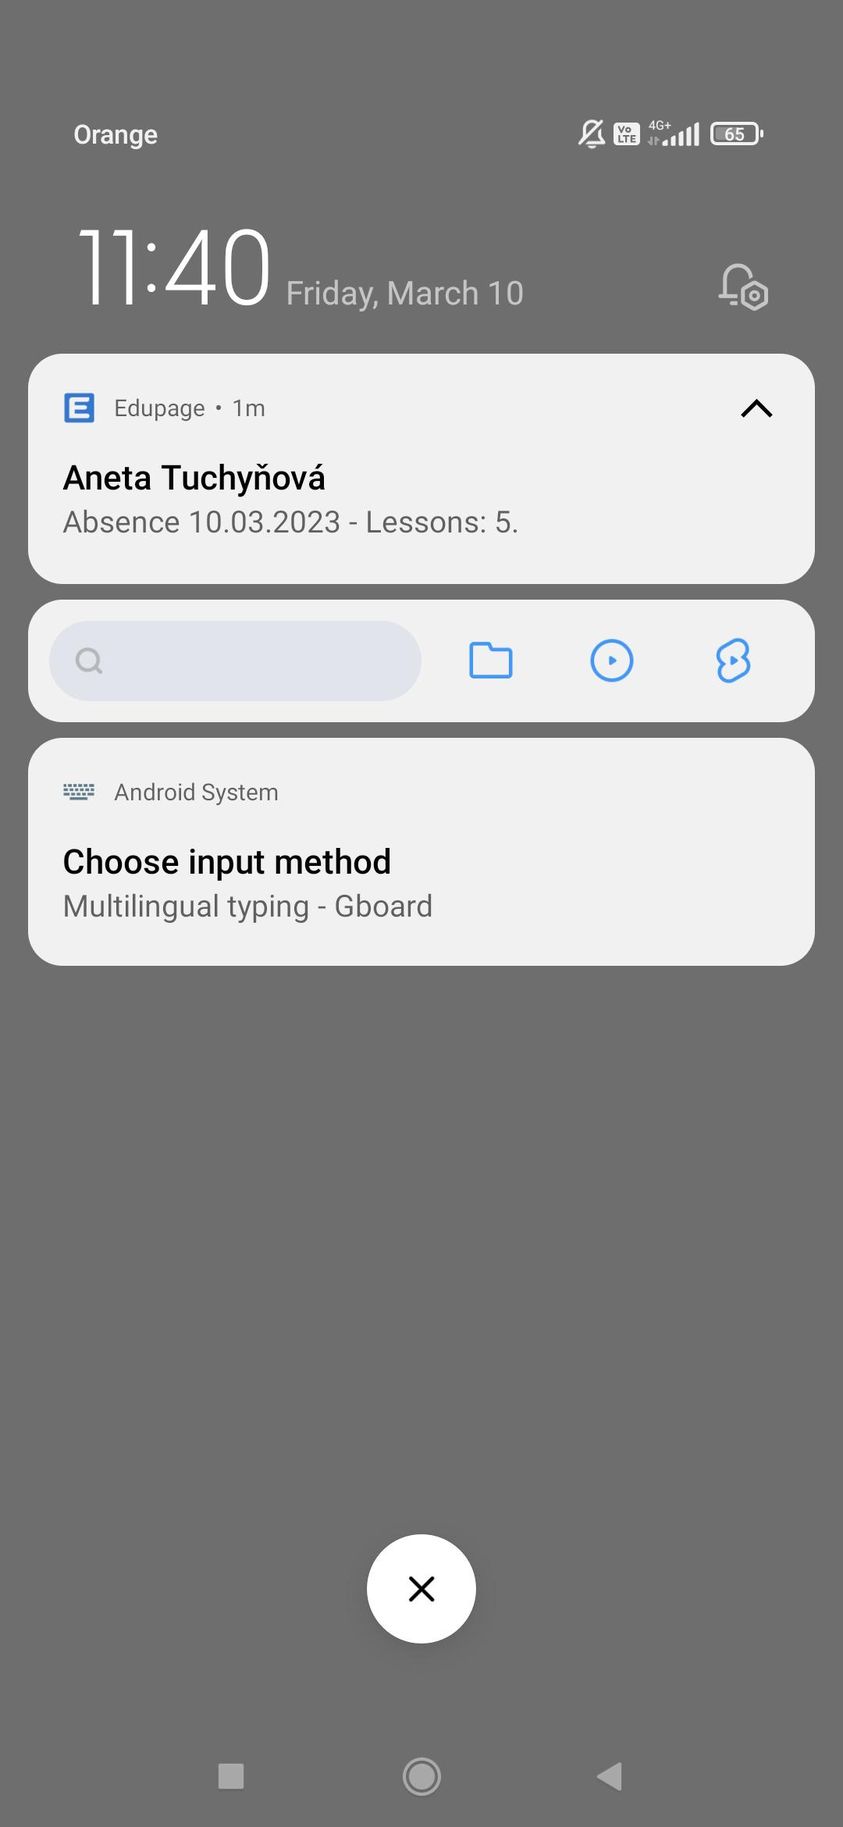 Orange
Vo LTE 4G+ 65
11:40 Friday, March 10
Edupage • 1m
Aneta Tuchyňová
Absence 10.03.2023 - Lessons: 5.
Android System
Choose input method
Multilingual typing - Gboard